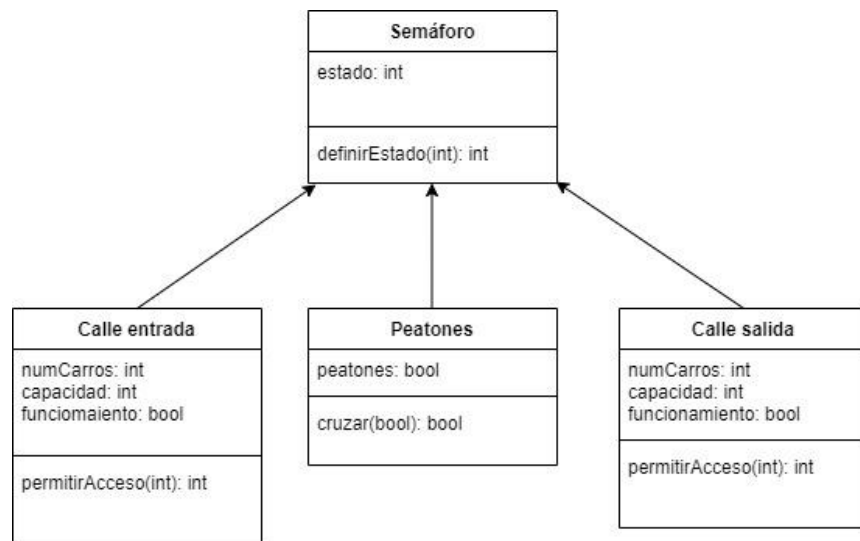 Semáforo
estado: int
definirEstado(int): int
Calle entrada
numCarros: int
capacidad: int
funciomaiento: bool
permitirAcceso(int): int
Peatones
peatones: bool
cruzar(bool): bool
Calle salida
numCarros: int
capacidad: int
funcionamiento: bool
permitirAcceso(int): int